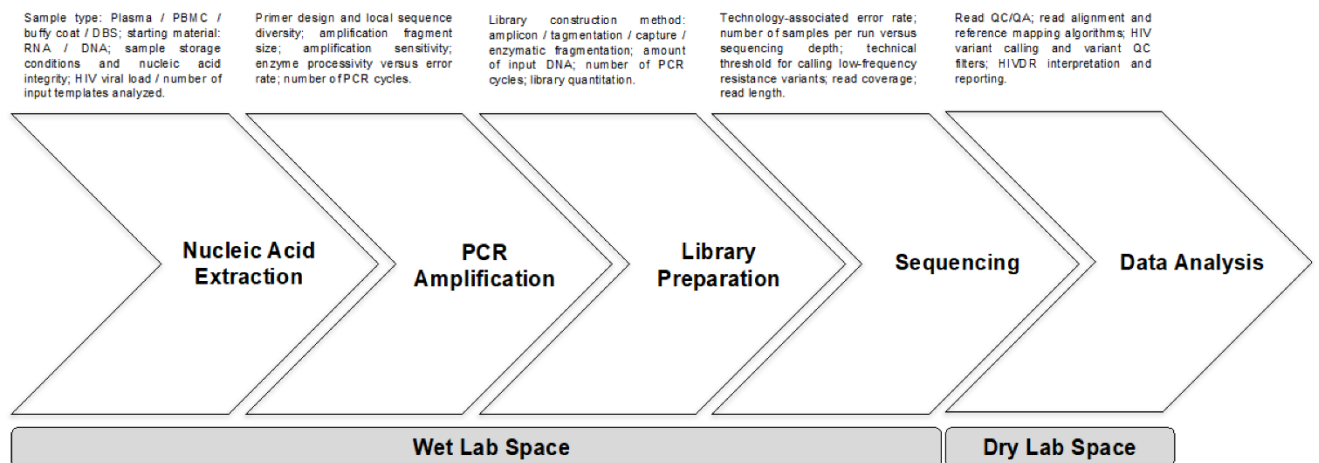 Sample type: Plasma / PBMC /
buffy coat / DBS; starting material:
RNA / DNA; sample storage
conditions and nucleic acid
integrity; HIV viral load / number of
input templates analyzed.
Primer design and local sequence
diversity; amplification fragment
size; amplification sensitivity;
enzyme processivity versus error
rate; number of PCR cycles.
Library construction method:
amplicon / tagmentation / capture /
enzymatic fragmentation; amount
of input DNA; number of PCR
cycles; library quantitation.
Technology-associated error rate;
number of samples per run versus
sequencing depth; technical
threshold for calling low-frequency
resistance variants; read coverage;
read length.
Read QC/QA; read alignment and
reference mapping algorithms; HIV
variant calling and variant QC
filters; HIVDR interpretation and
reporting.
Nucleic Acid
Extraction
PCR
Amplification
Library
Preparation
Sequencing
Data Analysis
Wet Lab Space
Dry Lab Space